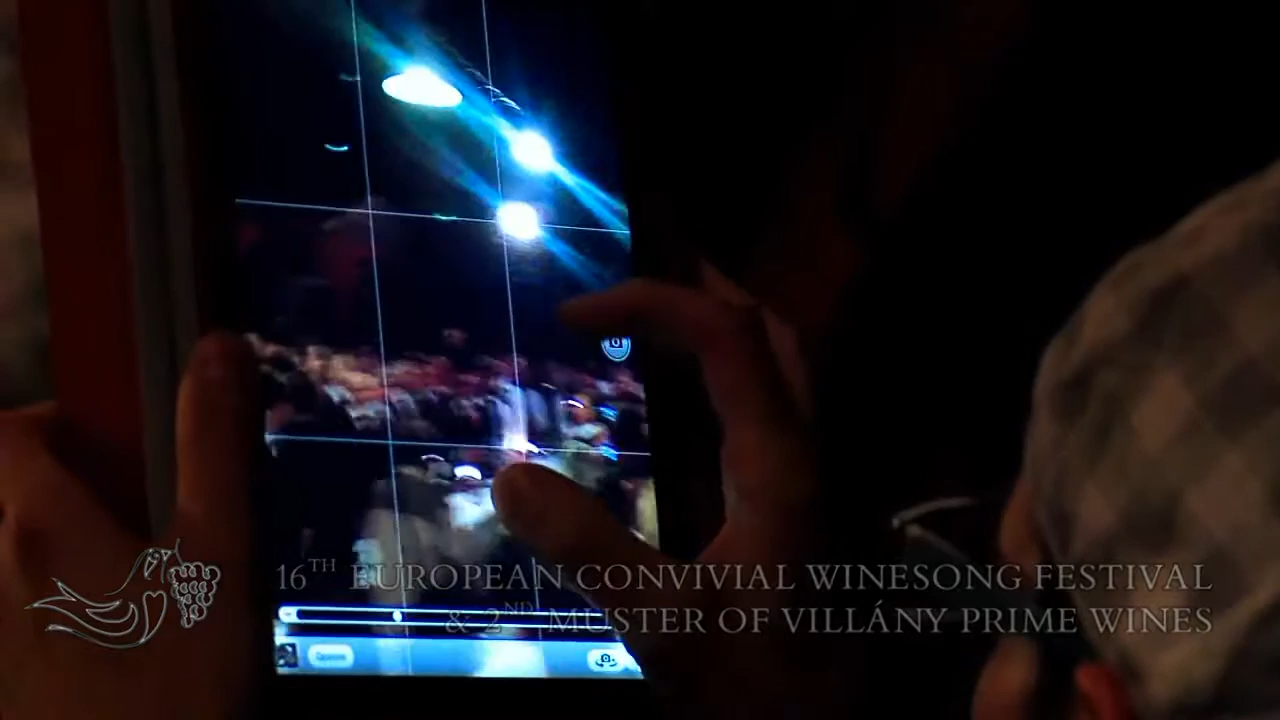 16TH EUROPEAN CONVIVIAL WINESONG FESTIVAL
& 2ND MUSTER OF VILLÁNY PRIME WINES